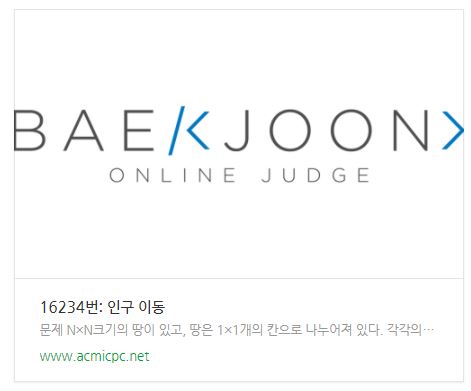 BAEKJOON>
ONLINE JUDGE
16234번: 인구 이동
문제 N×N크기의 땅이 있고, 땅은 1×1개의 칸으로 나누어져 있다. 각각의…
www.acmicpc.net